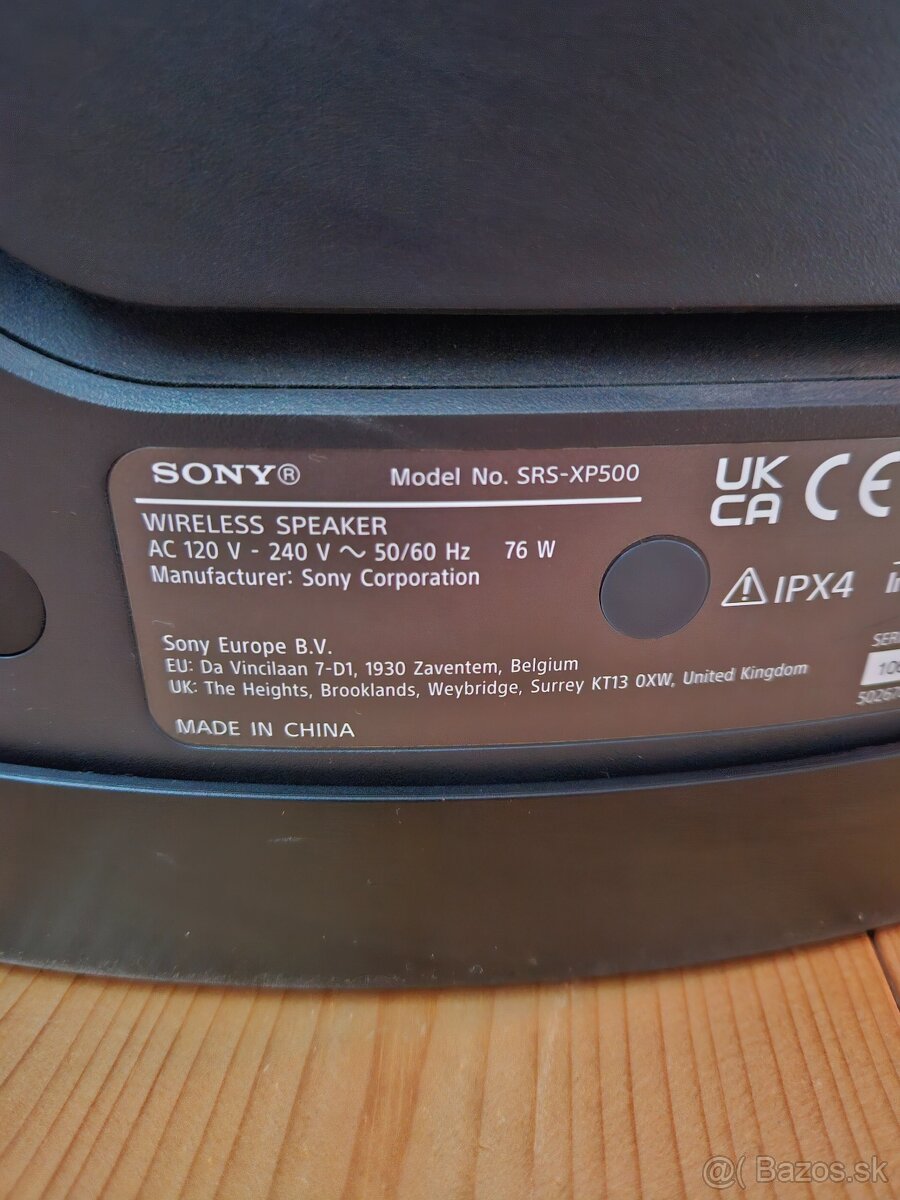 SONY® Model No. SRS-XP500
UK
CA
CE
WIRELESS SPEAKER
AC 120 V - 240 V ~ 50/60 Hz 76 W
Manufacturer: Sony Corporation
IPX4
Sony Europe B.V.
EU: Da Vincilaan 7-D1, 1930 Zaventem, Belgium
UK: The Heights, Brooklands, Weybridge, Surrey KT13 0XW, United Kingdom
MADE IN CHINA
@( Bazos.sk